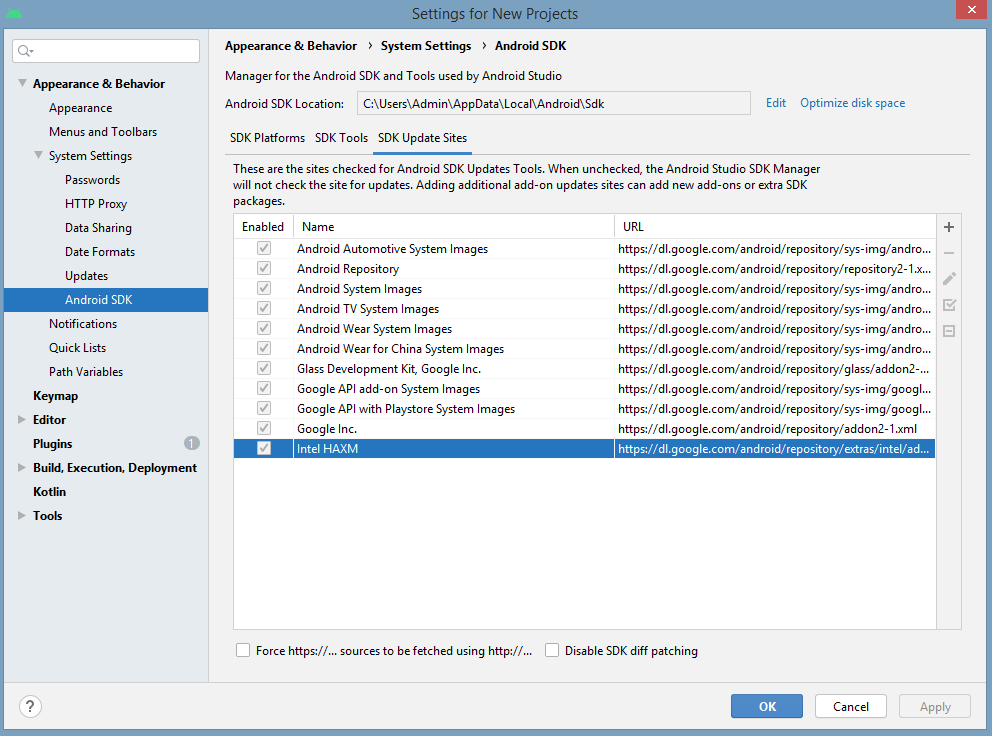 Settings for New Projects
Appearance & Behavior
Appearance
Menus and Toolbars
System Settings
Passwords
HTTP Proxy
Data Sharing
Date Formats
Updates
Android SDK
Notifications
Quick Lists
Path Variables
Keymap
Editor
Plugins 1
Build, Execution, Deployment
Kotlin
Tools
Appearance & Behavior › System Settings › Android SDK
Manager for the Android SDK and Tools used by Android Studio
Android SDK Location: C:\Users\Admin\AppData\Local\Android\Sdk Edit Optimize disk space
SDK Platforms SDK Tools SDK Update Sites
These are the sites checked for Android SDK Updates Tools. When unchecked, the Android Studio SDK Manager
will not check the site for updates. Adding additional add-on updates sites can add new add-ons or extra SDK
packages.
Enabled Name URL
Android Automotive System Images https://dl.google.com/android/repository/sys-img/andro...
Android Repository https://dl.google.com/android/repository/repository2-1.x...
Android System Images https://dl.google.com/android/repository/sys-img/andro...
Android TV System Images https://dl.google.com/android/repository/sys-img/andro...
Android Wear System Images https://dl.google.com/android/repository/sys-img/andro...
Android Wear for China System Images https://dl.google.com/android/repository/sys-img/andro...
Glass Development Kit, Google Inc. https://dl.google.com/android/repository/glass/addon2-...
Google API add-on System Images https://dl.google.com/android/repository/sys-img/googl...
Google API with Playstore System Images https://dl.google.com/android/repository/sys-img/googl...
Google Inc. https://dl.google.com/android/repository/addon2-1.xml
Intel HAXM https://dl.google.com/android/repository/extras/intel/ad...
Force https://... sources to be fetched using http://... Disable SDK diff patching
? OK Cancel Apply